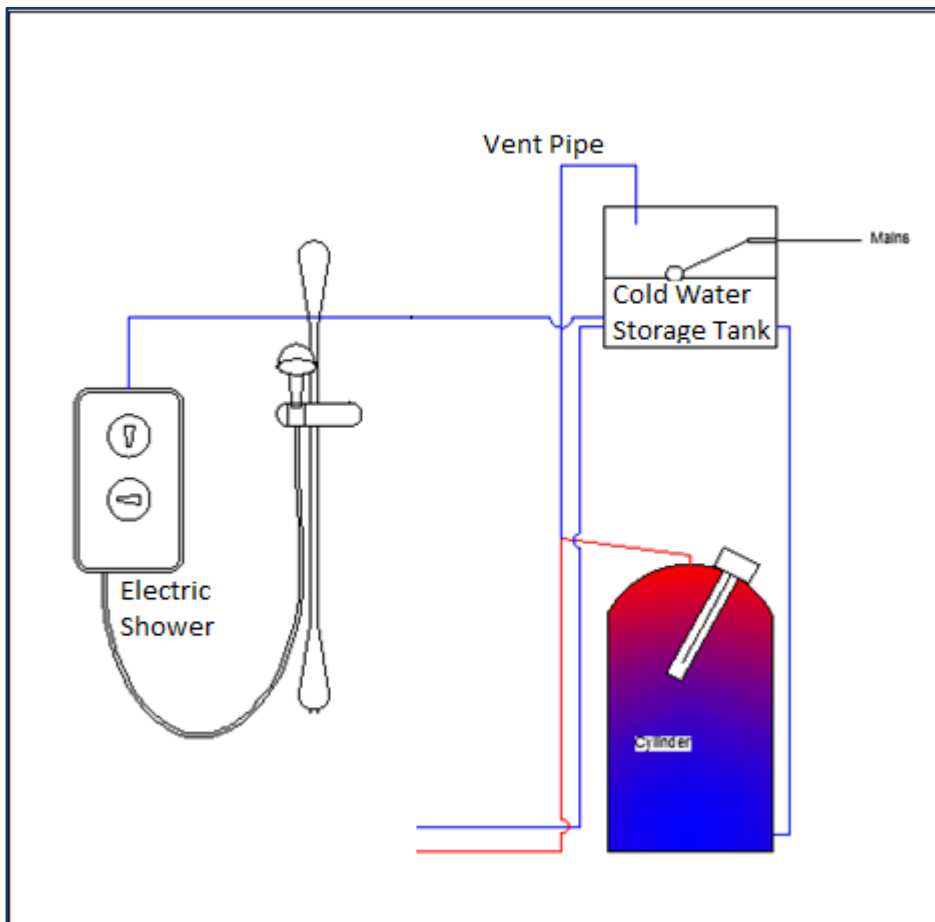 Vent Pipe
Mains
Cold Water
Storage Tank
Electric
Shower
Cylinder